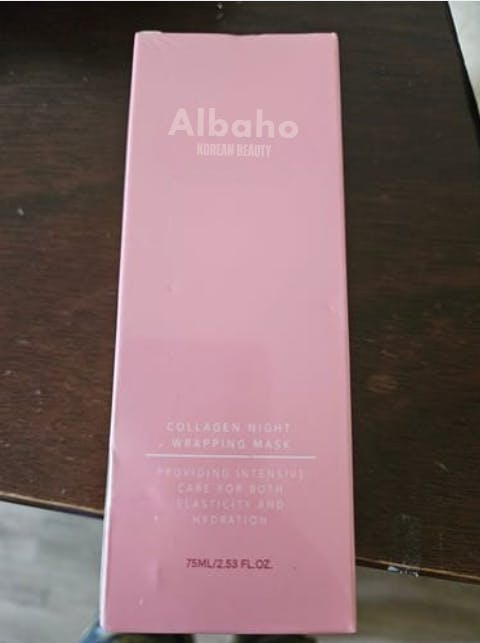 Albaho
KOREAN BEAUTY
COLLAGEN NIGHT
WRAPPING MASK
PROVIDING INTENSIVE
CARE FOR BOTH
ELASTICITY AND
HYDRATION
75ML/2.53 FL.OZ.